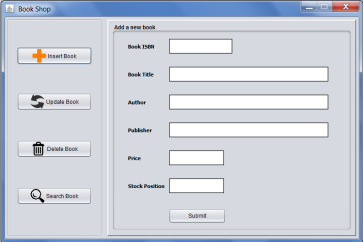 Book Shop
Insert Book
Update Book
Delete Book
Search Book
Add a new book
Book ISBN
Book Title
Author
Publisher
Price
Stock Position
Submit